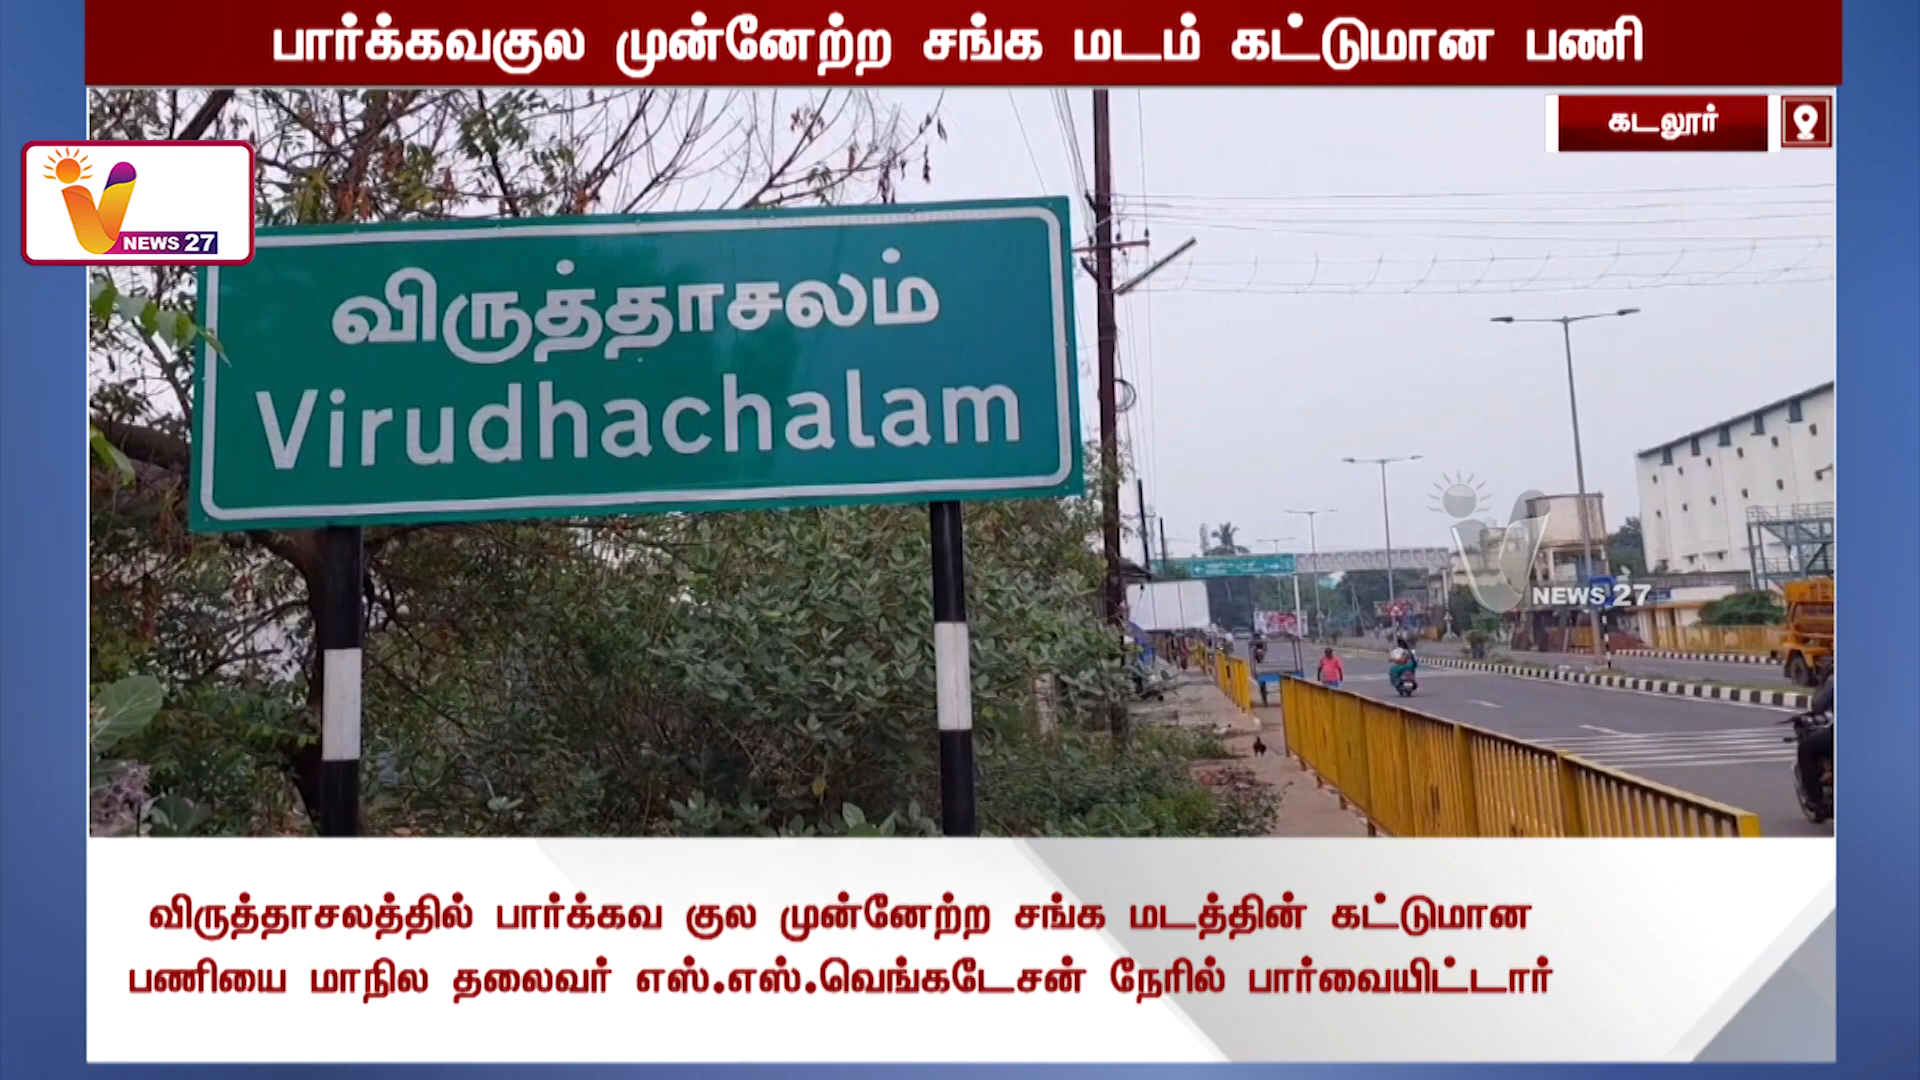 பார்க்கவகுல முன்னேற்ற சங்க மடம் கட்டுமான பணி
கடலூர்
NEWS 27
விருத்தாசலம்
Virudhachalam
NEWS 27
விருத்தாசலத்தில் பார்க்கவ குல முன்னேற்ற சங்க மடத்தின் கட்டுமான
பணியை மாநில தலைவர் எஸ்.எஸ்.வெங்கடேசன் நேரில் பார்வையிட்டார்